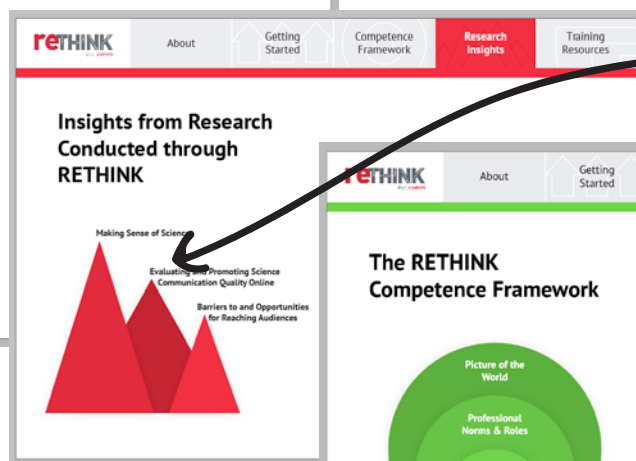 reTHINK
About
Getting
Started
Competence
Framework
Research
Insights
Training
Resources
Insights from Research
Conducted through
RETHINK
Making Sense of Science
Evaluating and Promoting Science
Communication Quality Online
Barriers to and Opportunities
for Reaching Audiences
reTHINK
About
Getting
Started
The RETHINK
Competence Framework
Picture of the
World
Professional
Norms & Roles